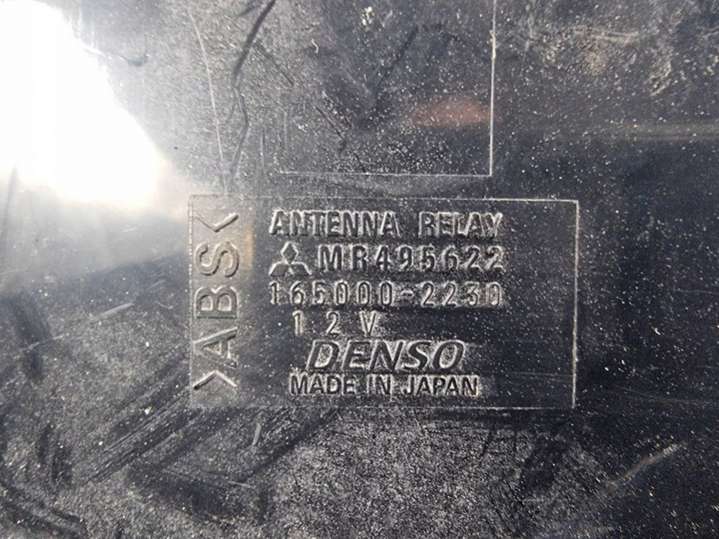 ANTENNA RELAY
MR495622
165000-2230
12V
DENSO
MADE IN JAPAN
>ABS<